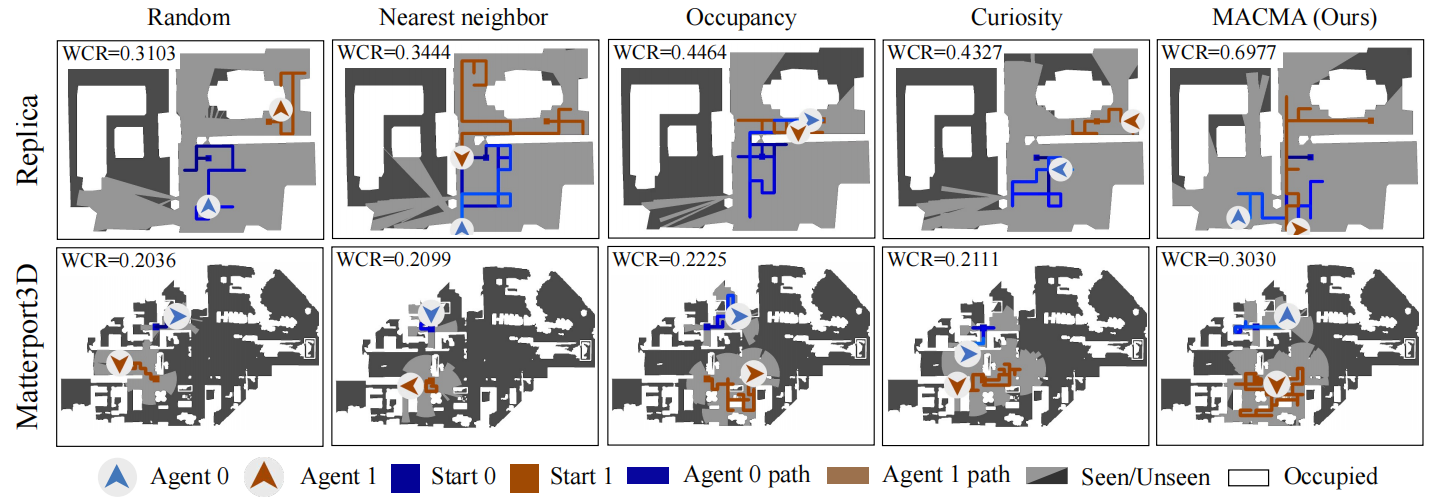 Random Nearest neighbor Occupancy Curiosity MACMA (Ours)
Replica
WCR=0.3103 WCR=0.3444 WCR=0.4464 WCR=0.4327 WCR=0.6977
Matterport3D
WCR=0.2036 WCR=0.2099 WCR=0.2225 WCR=0.2111 WCR=0.3030
Agent 0 Agent 1 Start 0 Start 1 Agent 0 path Agent 1 path Seen/Unseen Occupied